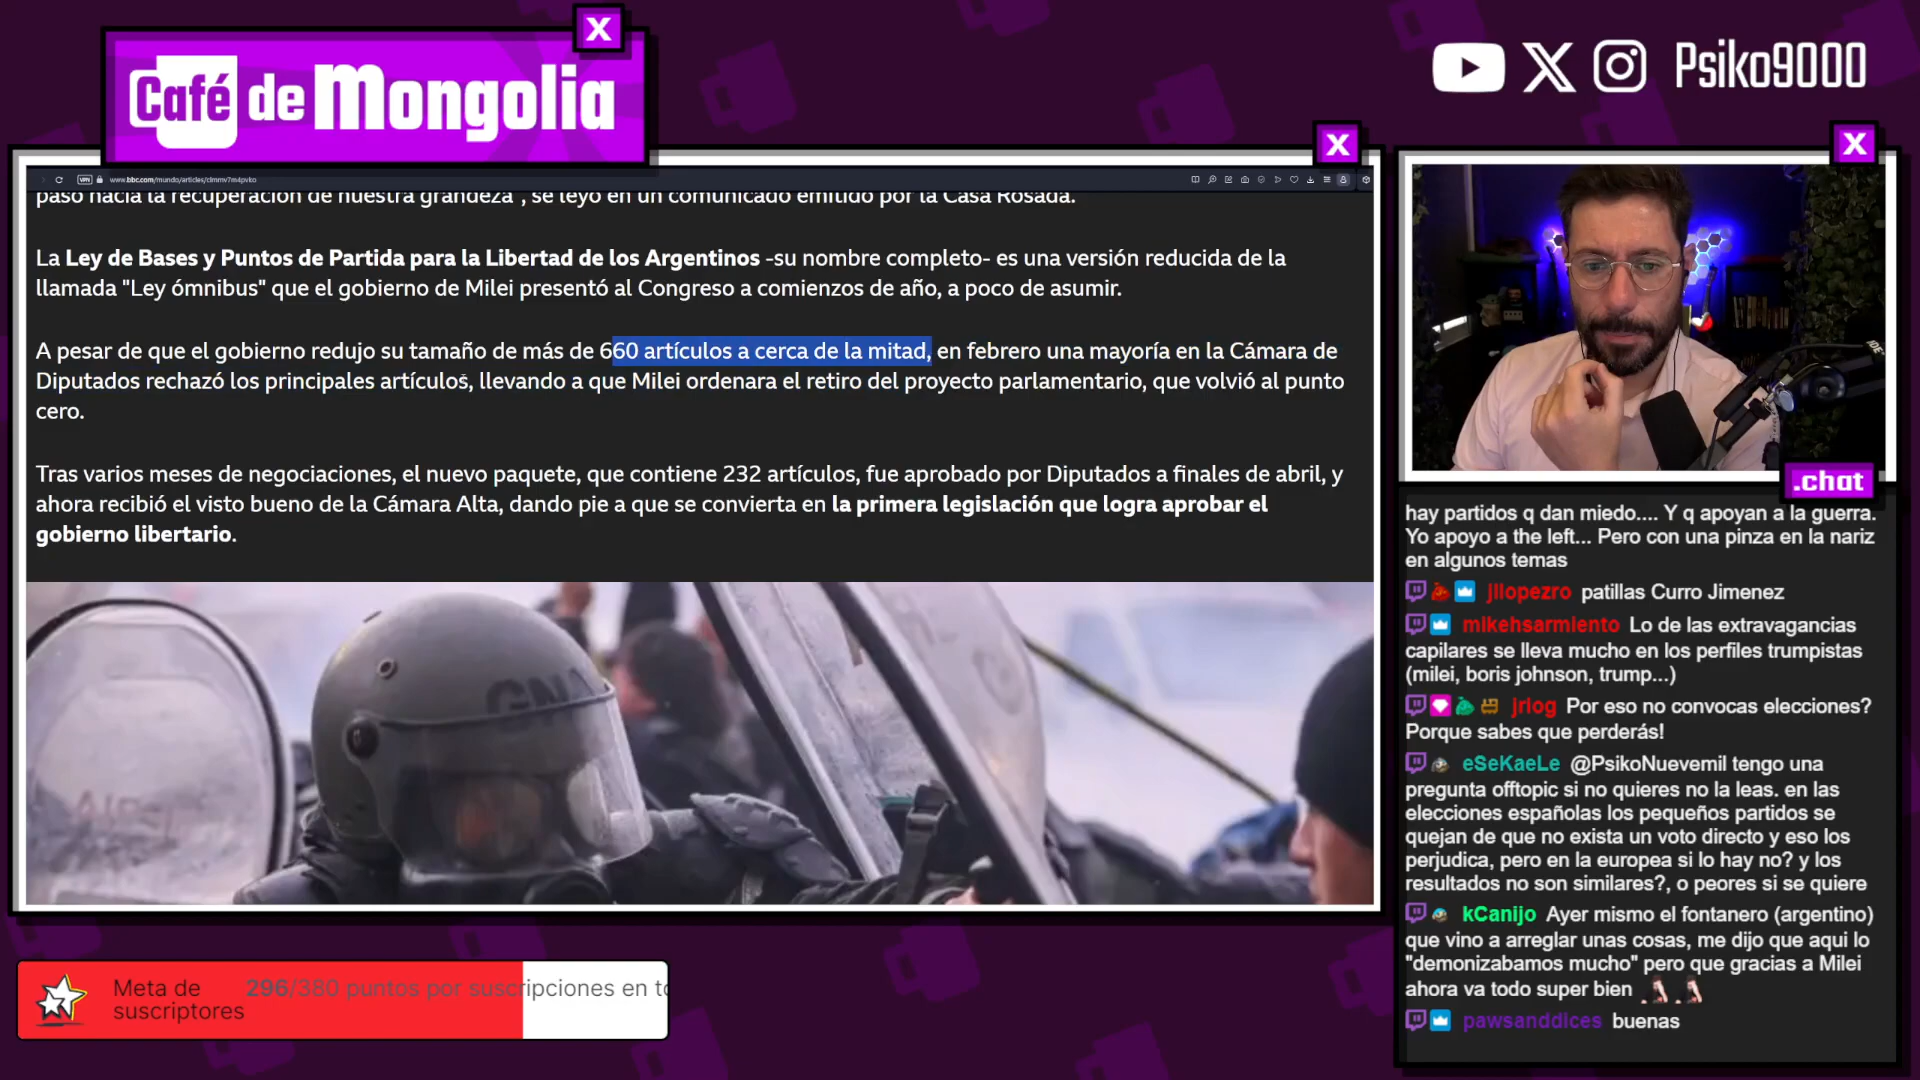 Café de Mongolia
X
Psiko9000
X
X
www.bbc.com/mundo/articles/clmmv7m4pvko
paso hacia la recuperación de nuestra grandeza", se leyó en un comunicado emitido por la Casa Rosada.
La Ley de Bases y Puntos de Partida para la Libertad de los Argentinos -su nombre completo- es una versión reducida de la
llamada "Ley ómnibus" que el gobierno de Milei presentó al Congreso a comienzos de año, a poco de asumir.
A pesar de que el gobierno redujo su tamaño de más de 660 artículos a cerca de la mitad, en febrero una mayoría en la Cámara de
Diputados rechazó los principales artículos, llevando a que Milei ordenara el retiro del proyecto parlamentario, que volvió al punto
cero.
Tras varios meses de negociaciones, el nuevo paquete, que contiene 232 artículos, fue aprobado por Diputados a finales de abril, y
ahora recibió el visto bueno de la Cámara Alta, dando pie a que se convierta en la primera legislación que logra aprobar el
gobierno libertario.
Meta de
suscriptores
296/380 puntos por suscripciones en to
.chat
hay partidos q dan miedo.... Y q apoyan a la guerra.
Yo apoyo a the left... Pero con una pinza en la nariz
en algunos temas
jllopezro patillas Curro Jimenez
mikehsarmiento Lo de las extravagancias
capilares se lleva mucho en los perfiles trumpistas
(milei, boris johnson, trump...)
jrlog Por eso no convocas elecciones?
Porque sabes que perderás!
eSeKaeLe @PsikoNuevemil tengo una
pregunta offtopic si no quieres no la leas. en las
elecciones españolas los pequeños partidos se
quejan de que no exista un voto directo y eso los
perjudica, pero en la europea si lo hay no? y los
resultados no son similares?, o peores si se quiere
kCanijo Ayer mismo el fontanero (argentino)
que vino a arreglar unas cosas, me dijo que aqui lo
"demonizabamos mucho" pero que gracias a Milei
ahora va todo super bien
pawsanddices buenas